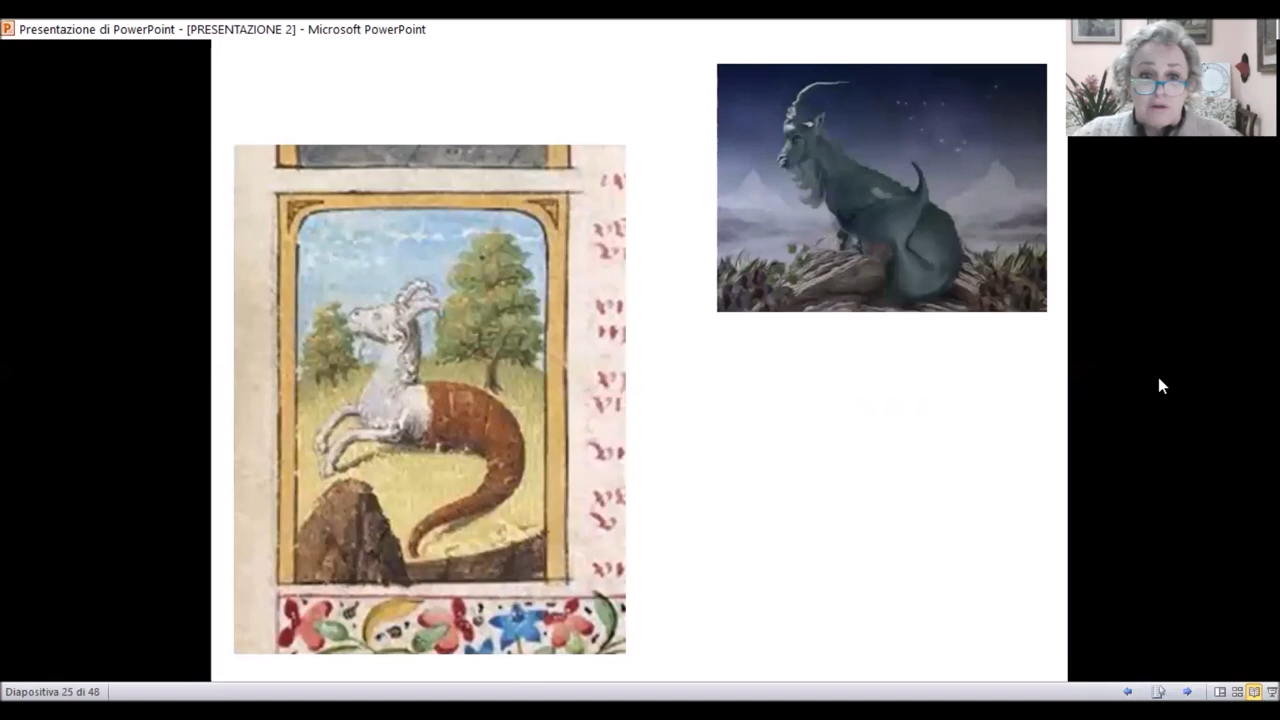 Presentazione di PowerPoint - [PRESENTAZIONE 2] - Microsoft PowerPoint
Diapositiva 25 di 48